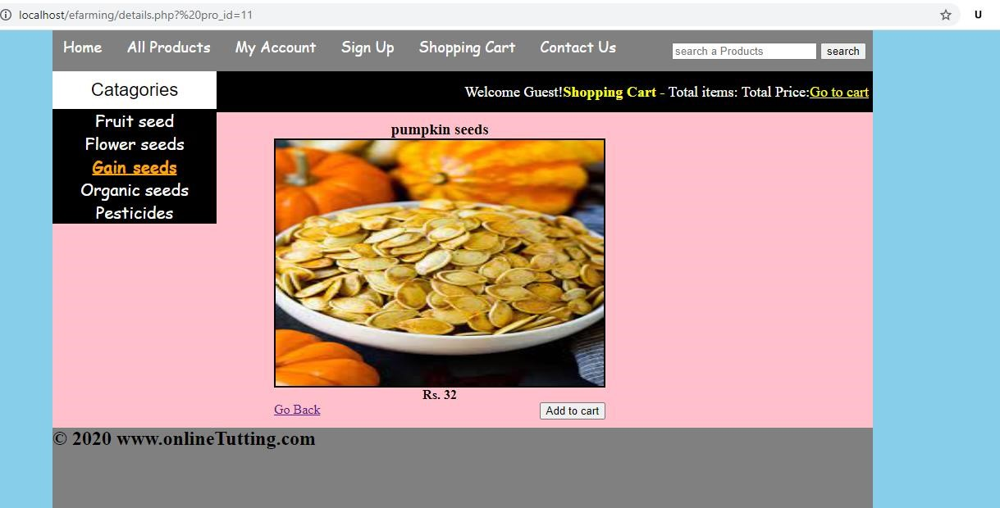 localhost/efarming/details.php?%20pro_id=11
U
Home All Products My Account Sign Up Shopping Cart Contact Us search a Products search
Catagories
Welcome Guest!Shopping Cart - Total items: Total Price:Go to cart
Fruit seed
Flower seeds
Gain seeds
Organic seeds
Pesticides
pumpkin seeds
Rs. 32
Go Back Add to cart
© 2020 www.onlineTutting.com